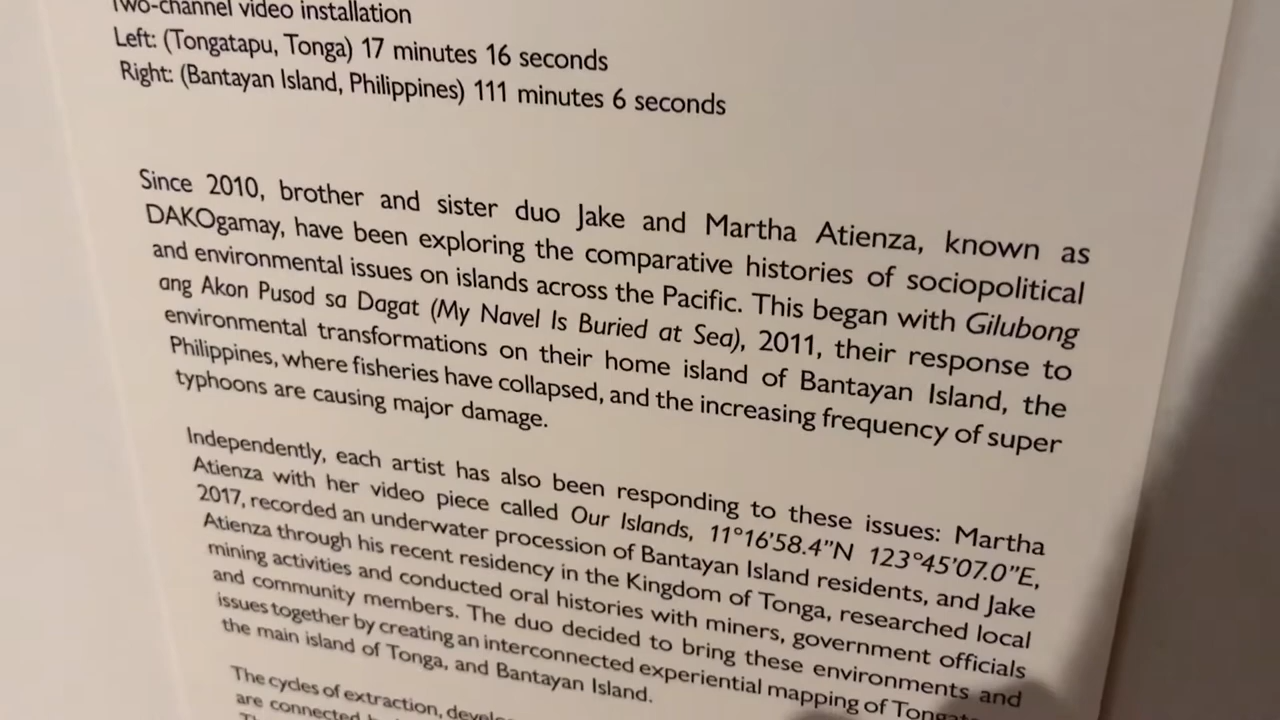 Two-channel video installation
Left: (Tongatapu, Tonga) 17 minutes 16 seconds
Right: (Bantayan Island, Philippines) 111 minutes 6 seconds
Since 2010, brother and sister duo Jake and Martha Atienza, known as
DAKOgamay, have been exploring the comparative histories of sociopolitical
and environmental issues on islands across the Pacific. This began with Gilubong
ang Akon Pusod sa Dagat (My Navel Is Buried at Sea), 2011, their response to
environmental transformations on their home island of Bantayan Island, the
Philippines, where fisheries have collapsed, and the increasing frequency of super
typhoons are causing major damage.
Independently, each artist has also been responding to these issues: Martha
Atienza with her video piece called Our Islands, 11°16'58.4"N 123°45'07.0"E,
2017, recorded an underwater procession of Bantayan Island residents, and Jake
Atienza through his recent residency in the Kingdom of Tonga, researched local
mining activities and conducted oral histories with miners, government officials
and community members. The duo decided to bring these environments and
issues together by creating an interconnected experiential mapping of
the main island of Tonga, and Bantayan Island.
The cycles of extraction,
are connected